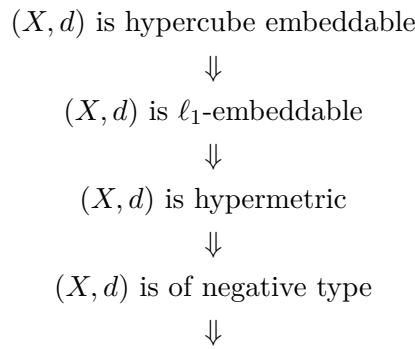 (X, d) is hypercube embeddable
⇓
(X, d) is ℓ₁-embeddable
⇓
(X, d) is hypermetric
⇓
(X, d) is of negative type
⇓